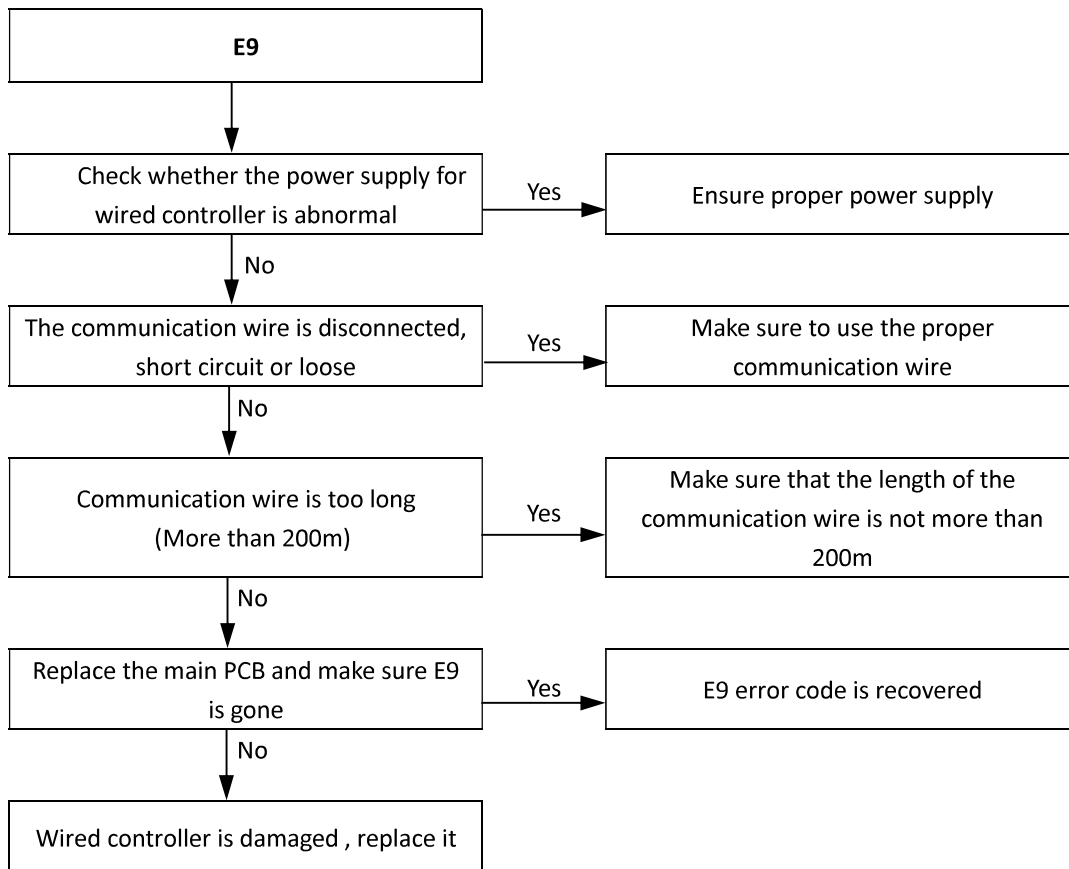 E9
Check whether the power supply for
wired controller is abnormal
Yes
Ensure proper power supply
No
The communication wire is disconnected,
short circuit or loose
Yes
Make sure to use the proper
communication wire
No
Communication wire is too long
(More than 200m)
Yes
Make sure that the length of the
communication wire is not more than
200m
No
Replace the main PCB and make sure E9
is gone
Yes
E9 error code is recovered
No
Wired controller is damaged , replace it